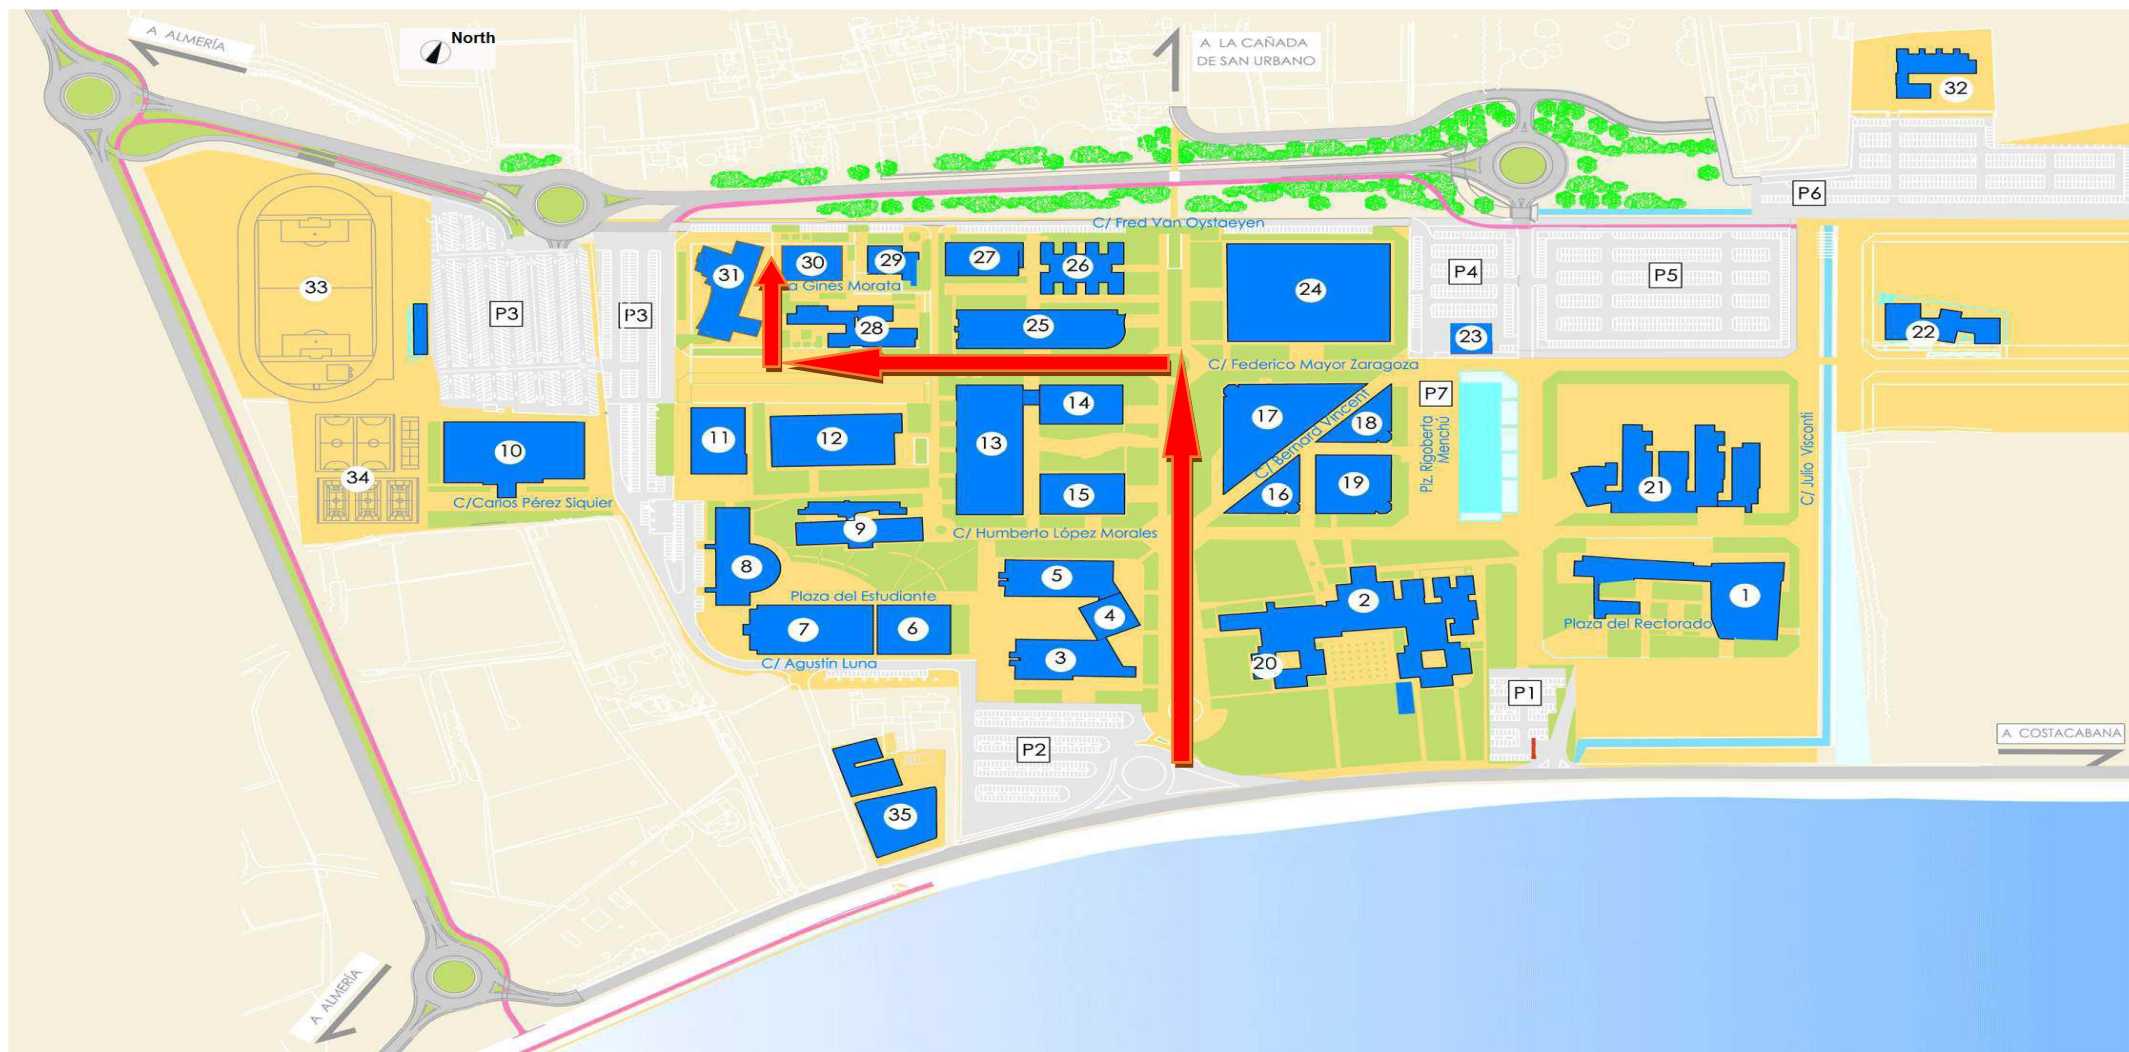 A ALMERÍA
North
A LA CAÑADA
DE SAN URBANO
32
P6
C/ Fred Van Oystaeyen
31
30
29
27
26
24
P4
P5
33
P3
P3
Ginés Morata
28
25
23
22
C/ Federico Mayor Zaragoza
P7
17
C/ Bernard Vincent
18
14
13
11
12
10
34
C/Carlos Pérez Siquier
15
16
19
Plz. Rigoberta
Menchú
21
C/ Julio Visconti
9
C/ Humberto López Morales
8
5
4
2
1
Plaza del Estudiante
7
6
3
C/ Agustín Luna
20
Plaza del Rectorado
P1
P2
35
A COSTACABANA
A ALMERÍA